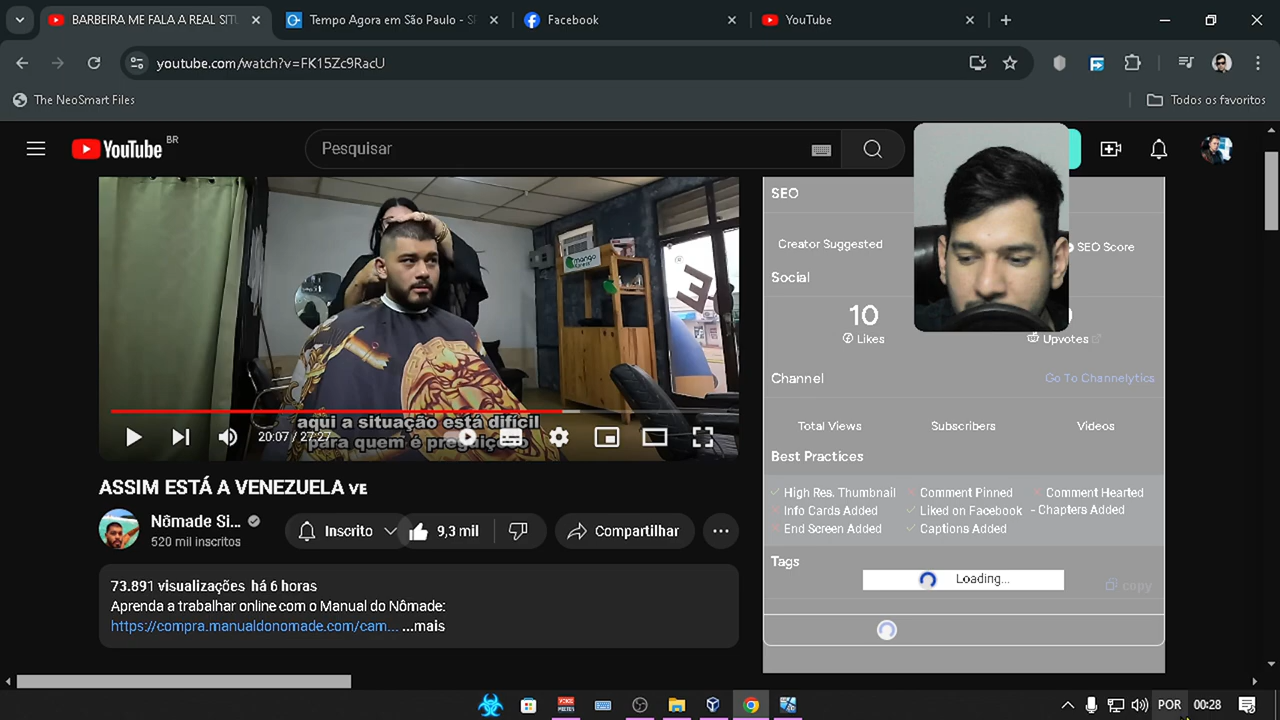 BARBEIRA ME FALA A REAL SITU
Tempo Agora em São Paulo - SF
Facebook
YouTube
youtube.com/watch?v=FK15Zc9RacU
The NeoSmart Files
Todos os favoritos
YouTube BR
Pesquisar
mango
aqui a situação está difícil
para quem é preguiçoso
20:07 / 27:27
ASSIM ESTÁ A VENEZUELA VE
Nômade Si...
520 mil inscritos
Inscrito
9,3 mil
Compartilhar
73.891 visualizações há 6 horas
Aprenda a trabalhar online com o Manual do Nômade:
https://compra.manualdonomade.com/cam... ...mais
SEO
Creator Suggested
SEO Score
Social
10
Likes
Upvotes
Channel
Go To Channelytics
Total Views
Subscribers
Videos
Best Practices
High Res. Thumbnail
Comment Pinned
Comment Hearted
Info Cards Added
Liked on Facebook
- Chapters Added
End Screen Added
Captions Added
Tags
Loading...
copy
POR
00:28